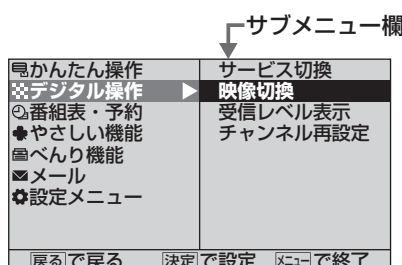 サブメニュー欄
かんたん操作
デジタル操作
番組表・予約
やさしい機能
べんり機能
メール
設定メニュー
サービス切換
映像切換
受信レベル表示
チャンネル再設定
戻るで戻る 決定で設定 メニューで終了